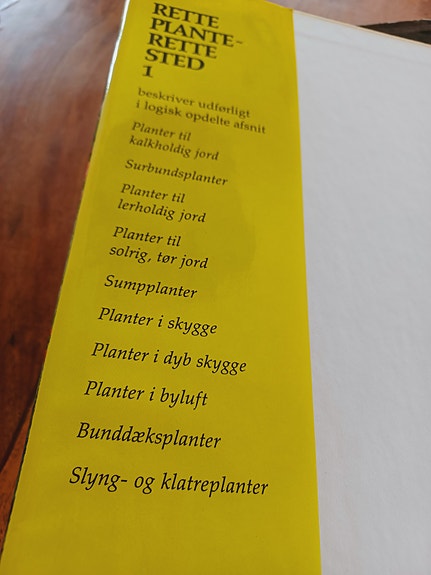 RETTE
PLANTE-
RETTE
STED
1
beskriver udførligt
i logisk opdelte afsnit
Planter til
kalkholdig jord
Surbundsplanter
Planter til
lerholdig jord
Planter til
solrig, tør jord
Sumpplanter
Planter i skygge
Planter i dyb skygge
Planter i byluft
Bunddæksplanter
Slyng- og klatreplanter